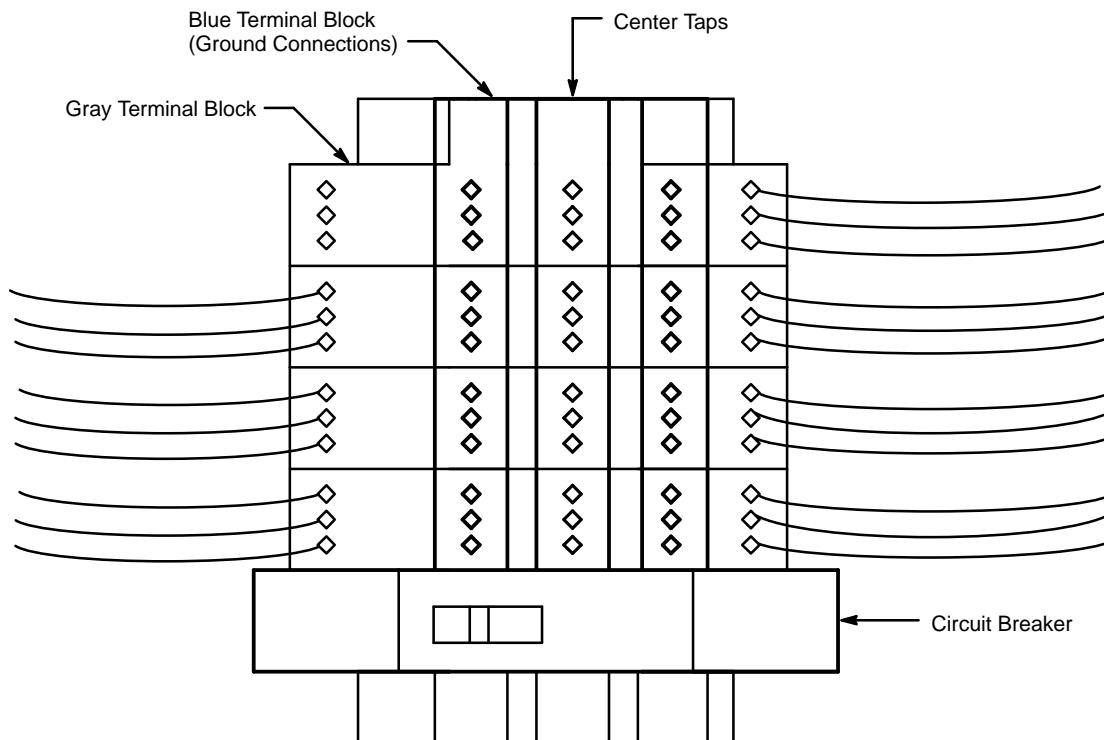 Blue Terminal Block
(Ground Connections)
Center Taps
Gray Terminal Block
Circuit Breaker